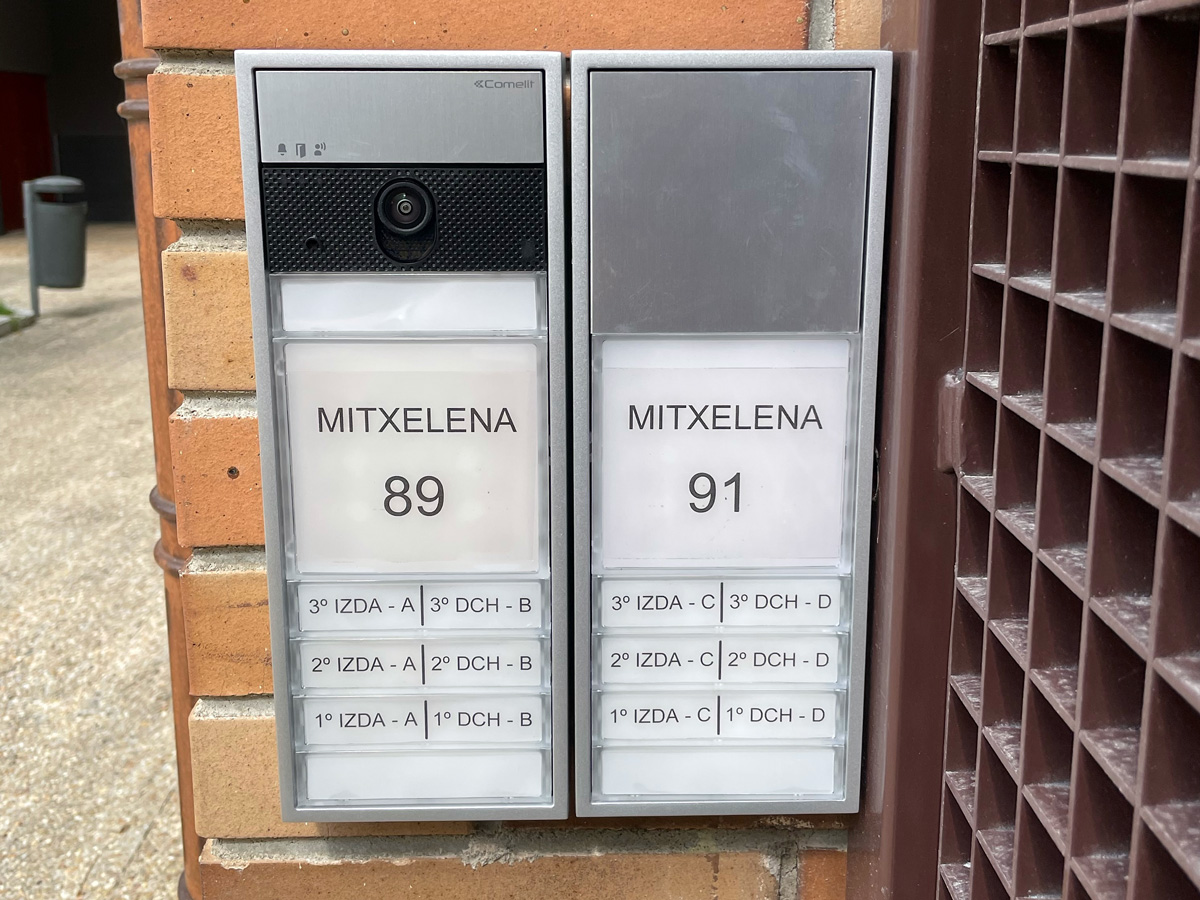 Comelit
MITXELENA
89
3º IZDA - A 3º DCH - B
2º IZDA - A 2º DCH - B
1º IZDA - A 1º DCH - B
MITXELENA
91
3º IZDA - C 3º DCH - D
2º IZDA - C 2º DCH - D
1º IZDA - C 1º DCH - D